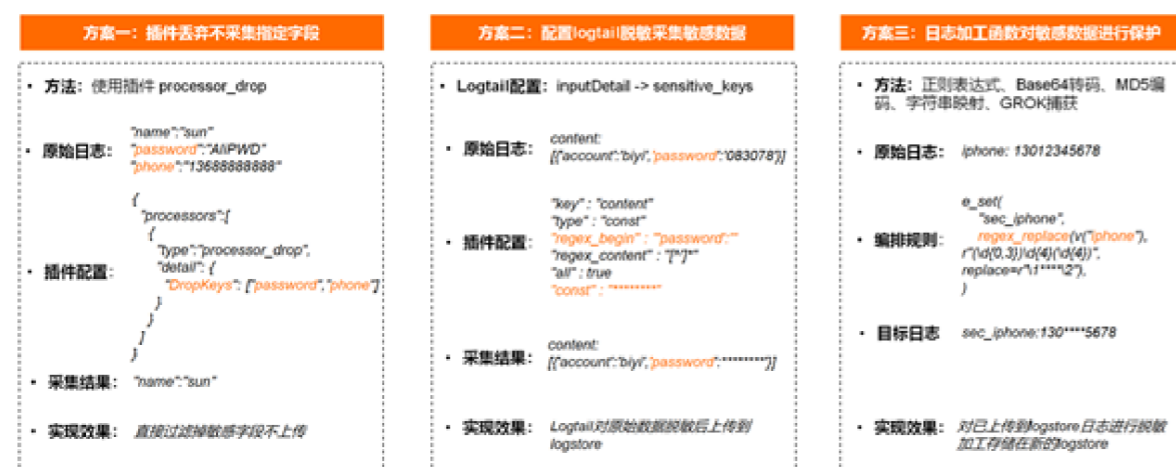 方案一：插件丢弃不采集指定字段
• 方法：使用插件 processor_drop
• 原始日志：
"name":"sun"
"password":"AliPWD"
"phone":"13688888888"
• 插件配置：
{
"processors":[
{
"type":"processor_drop",
"detail": {
"DropKeys": ["password","phone"]
}
}
]
}
• 采集结果： "name":"sun"
• 实现效果： 直接过滤掉敏感字段不上传
方案二：配置logtail脱敏采集敏感数据
• Logtail配置：inputDetail -> sensitive_keys
• 原始日志：
content:
[{'account':'biyi','password':'083078'}]
• 插件配置：
"key" : "content"
"type" : "const"
"regex_begin" : "'password':'"
"regex_content" : "[^']*"
"all" : true
"const" : "********"
• 采集结果：
content:
[{'account':'biyi','password':'********'}]
• 实现效果： Logtail对原始数据脱敏后上传到
logstore
方案三：日志加工函数对敏感数据进行保护
• 方法：正则表达式、Base64转码、MD5编
码、字符串映射、GROK捕获
• 原始日志： iphone: 13012345678
• 编排规则：
e_set(
"sec_iphone",
regex_replace(v("iphone"),
r"(\d{0,3})\d{4}(\d{4})",
replace=r"\1****\2"),
)
• 目标日志 sec_iphone:130****5678
• 实现效果： 对已上传到logstore日志进行脱敏
加工存储在新的logstore